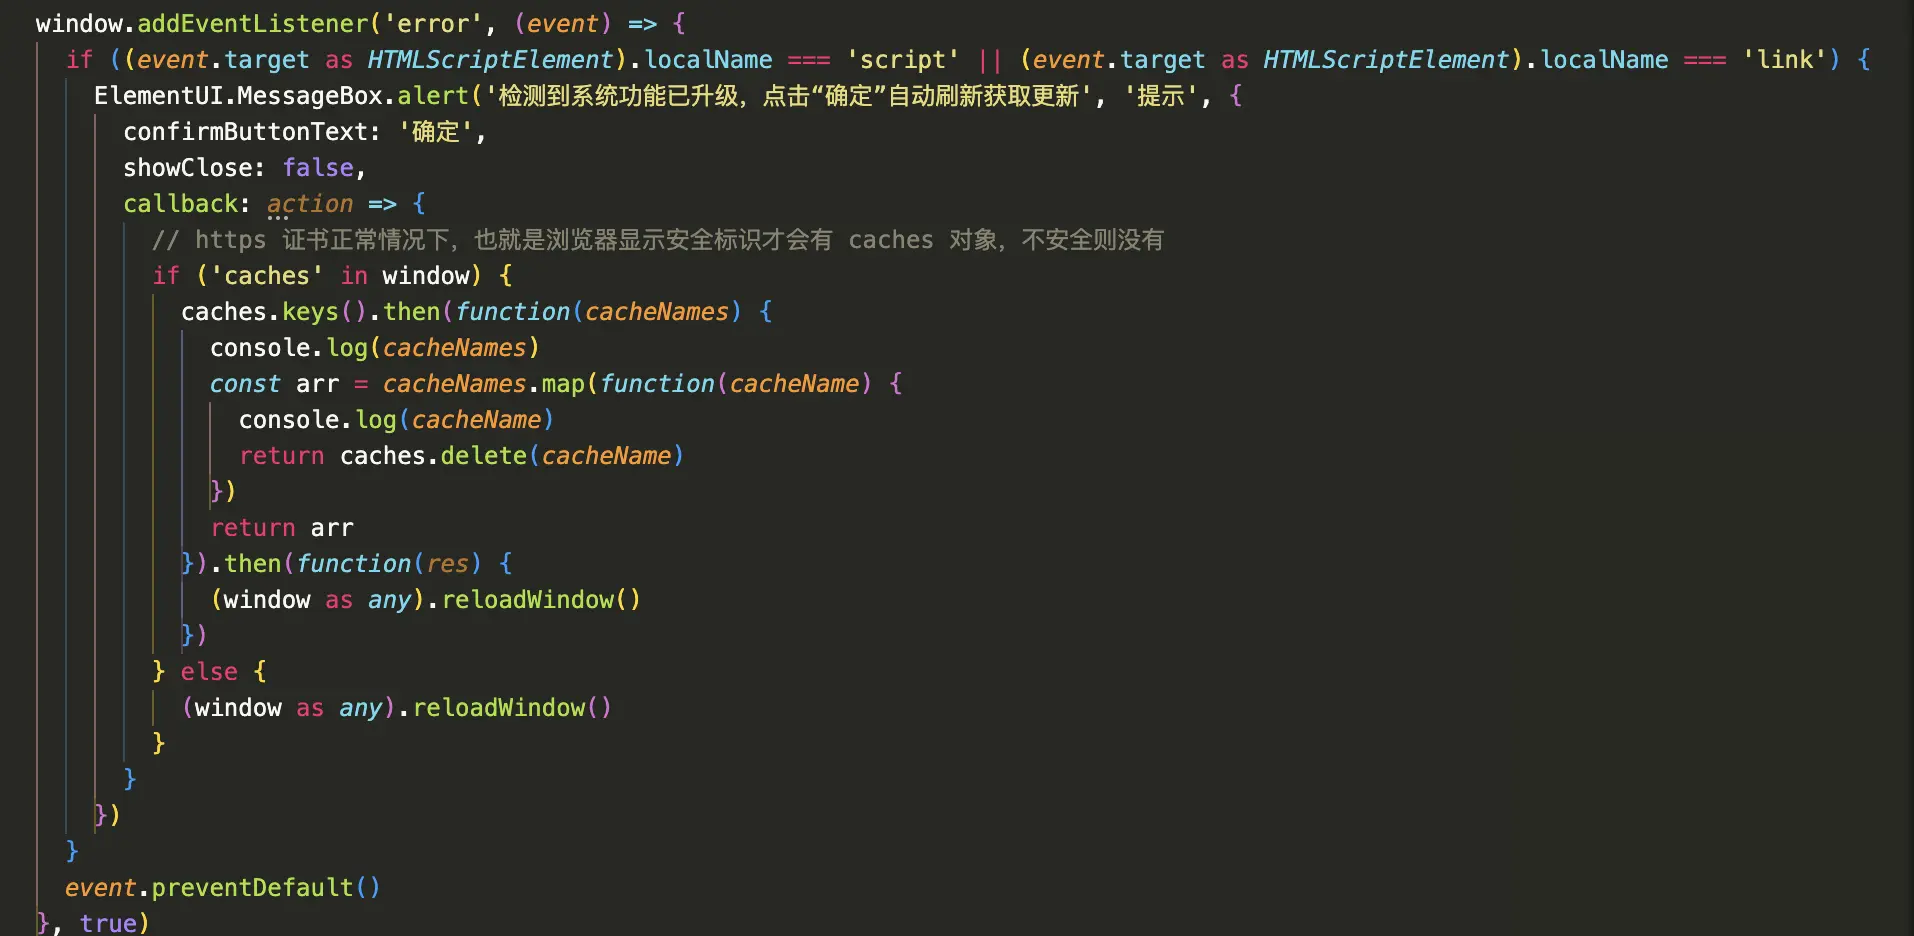 window.addEventListener('error', (event) => {
if ((event.target as HTMLScriptElement).localName === 'script' || (event.target as HTMLScriptElement).localName === 'link') {
ElementUI.MessageBox.alert('检测到系统功能已升级，点击“确定”自动刷新获取更新', '提示', {
confirmButtonText: '确定',
showClose: false,
callback: action => {
// https 证书正常情况下，也就是浏览器显示安全标识才会有 caches 对象，不安全则没有
if ('caches' in window) {
caches.keys().then(function(cacheNames) {
console.log(cacheNames)
const arr = cacheNames.map(function(cacheName) {
console.log(cacheName)
return caches.delete(cacheName)
})
return arr
}).then(function(res) {
(window as any).reloadWindow()
})
} else {
(window as any).reloadWindow()
}
}
})
}
event.preventDefault()
}, true)